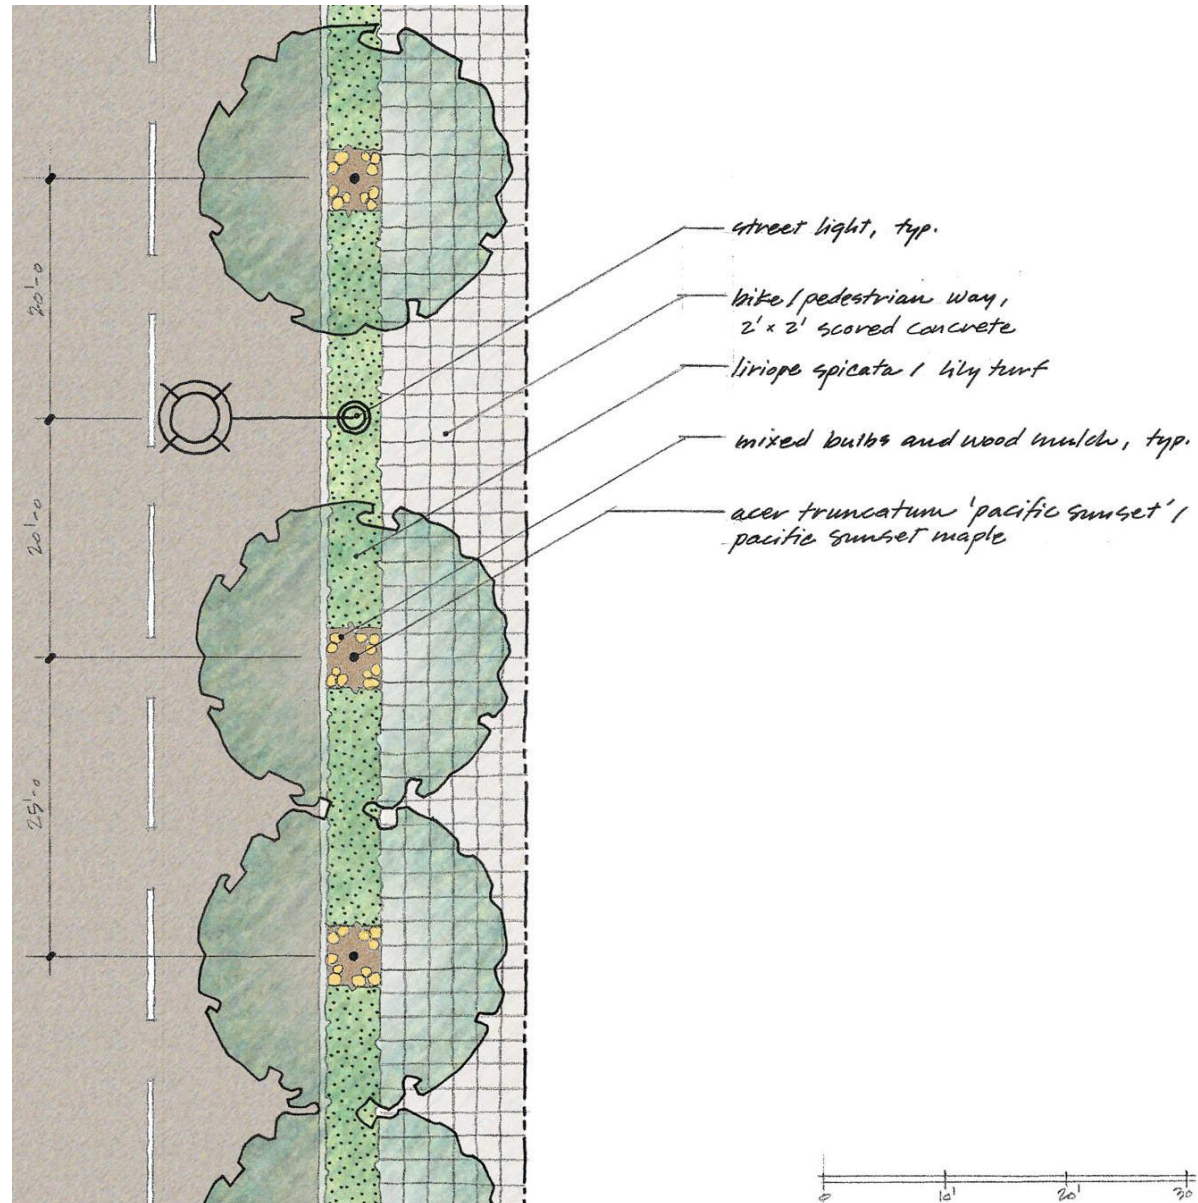 street light, typ.
bike / pedestrian way,
2' x 2' scored concrete
liriope spicata / lily turf
mixed bulbs and wood mulch, typ.
acer truncatum 'pacific sunset' /
pacific sunset maple
20'-0
20'-0
25'-0
0 10' 20' 30